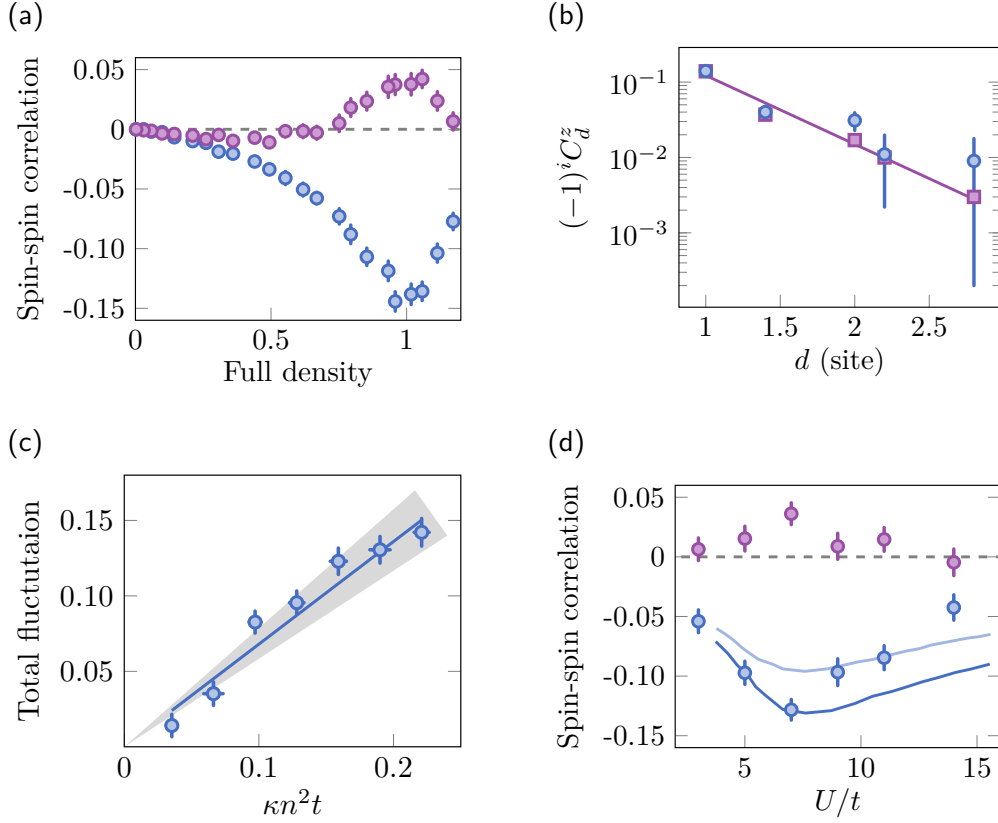 (a)
Spin-spin correlation
0.05
0
-0.05
-0.10
-0.15
0
0.5
1
Full density
(b)
(−1)^i C_d^z
10^{−1}
10^{−2}
10^{−3}
1
1.5
2
2.5
d (site)
(c)
Total fluctutaion
0.15
0.10
0.05
0
0.1
0.2
κn²t
(d)
Spin-spin correlation
0.05
0
-0.05
-0.10
-0.15
5
10
15
U/t